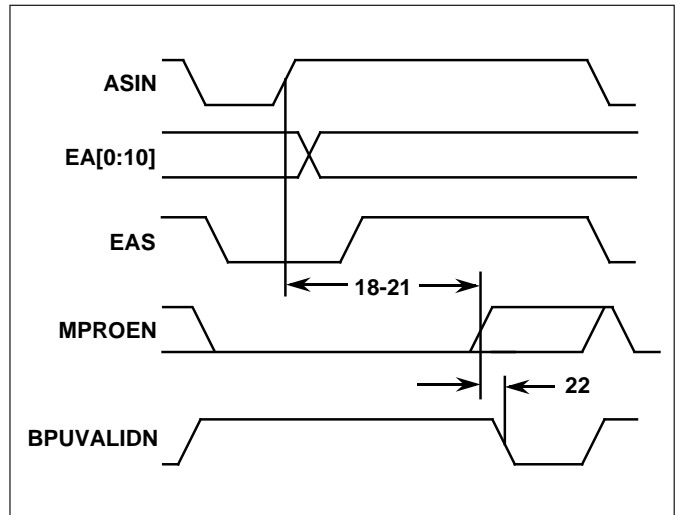 ASIN
EA[0:10]
EAS
18-21
MPROEN
22
BPUVALIDN